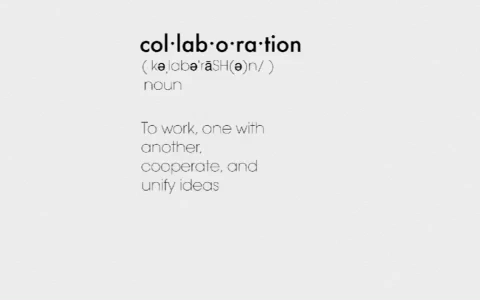 col·lab·o·ra·tion
( kəˌlabəˈrāSH(ə)n/ )
noun
To work, one with
another,
cooperate, and
unify ideas